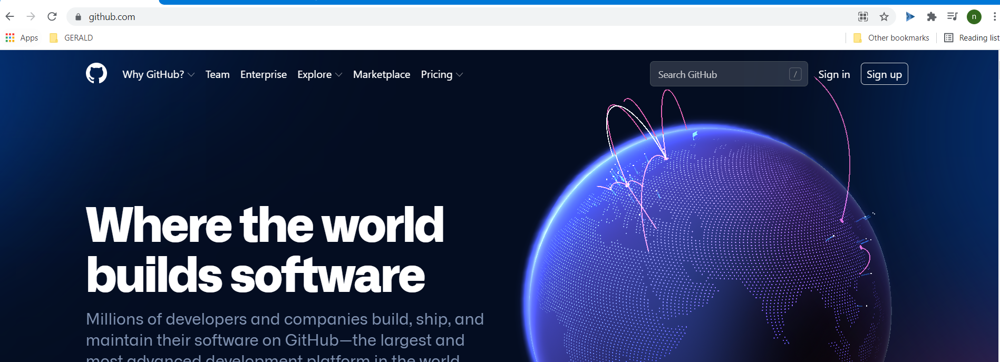 github.com
n
Apps
GERALD
Other bookmarks
Reading list
Why GitHub?
Team
Enterprise
Explore
Marketplace
Pricing
Search GitHub
/
Sign in
Sign up
Where the world
builds software
Millions of developers and companies build, ship, and
maintain their software on GitHub—the largest and
most advanced development platform in the world.